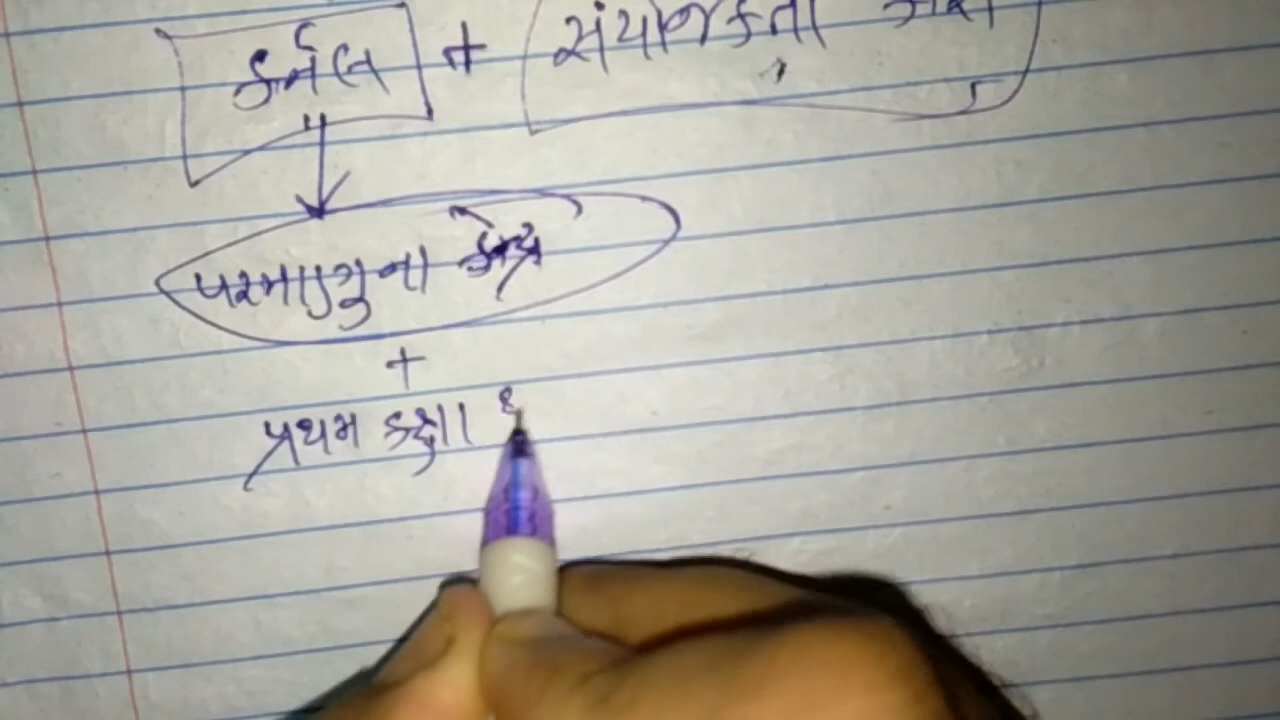 કર્નલ + સંયોજકતા
પરમાણુના કેન્દ્ર
+
પ્રથમ કક્ષા